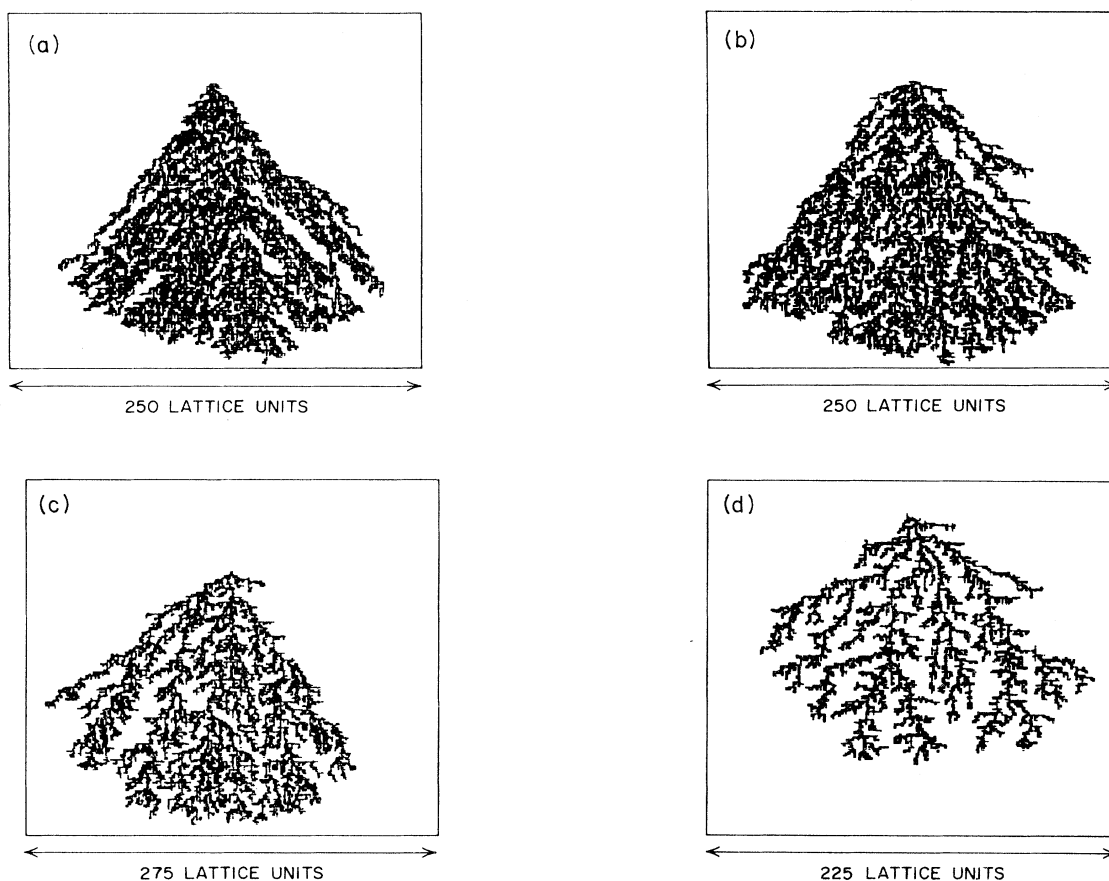 (a)
250 LATTICE UNITS
(b)
250 LATTICE UNITS
(c)
275 LATTICE UNITS
(d)
225 LATTICE UNITS